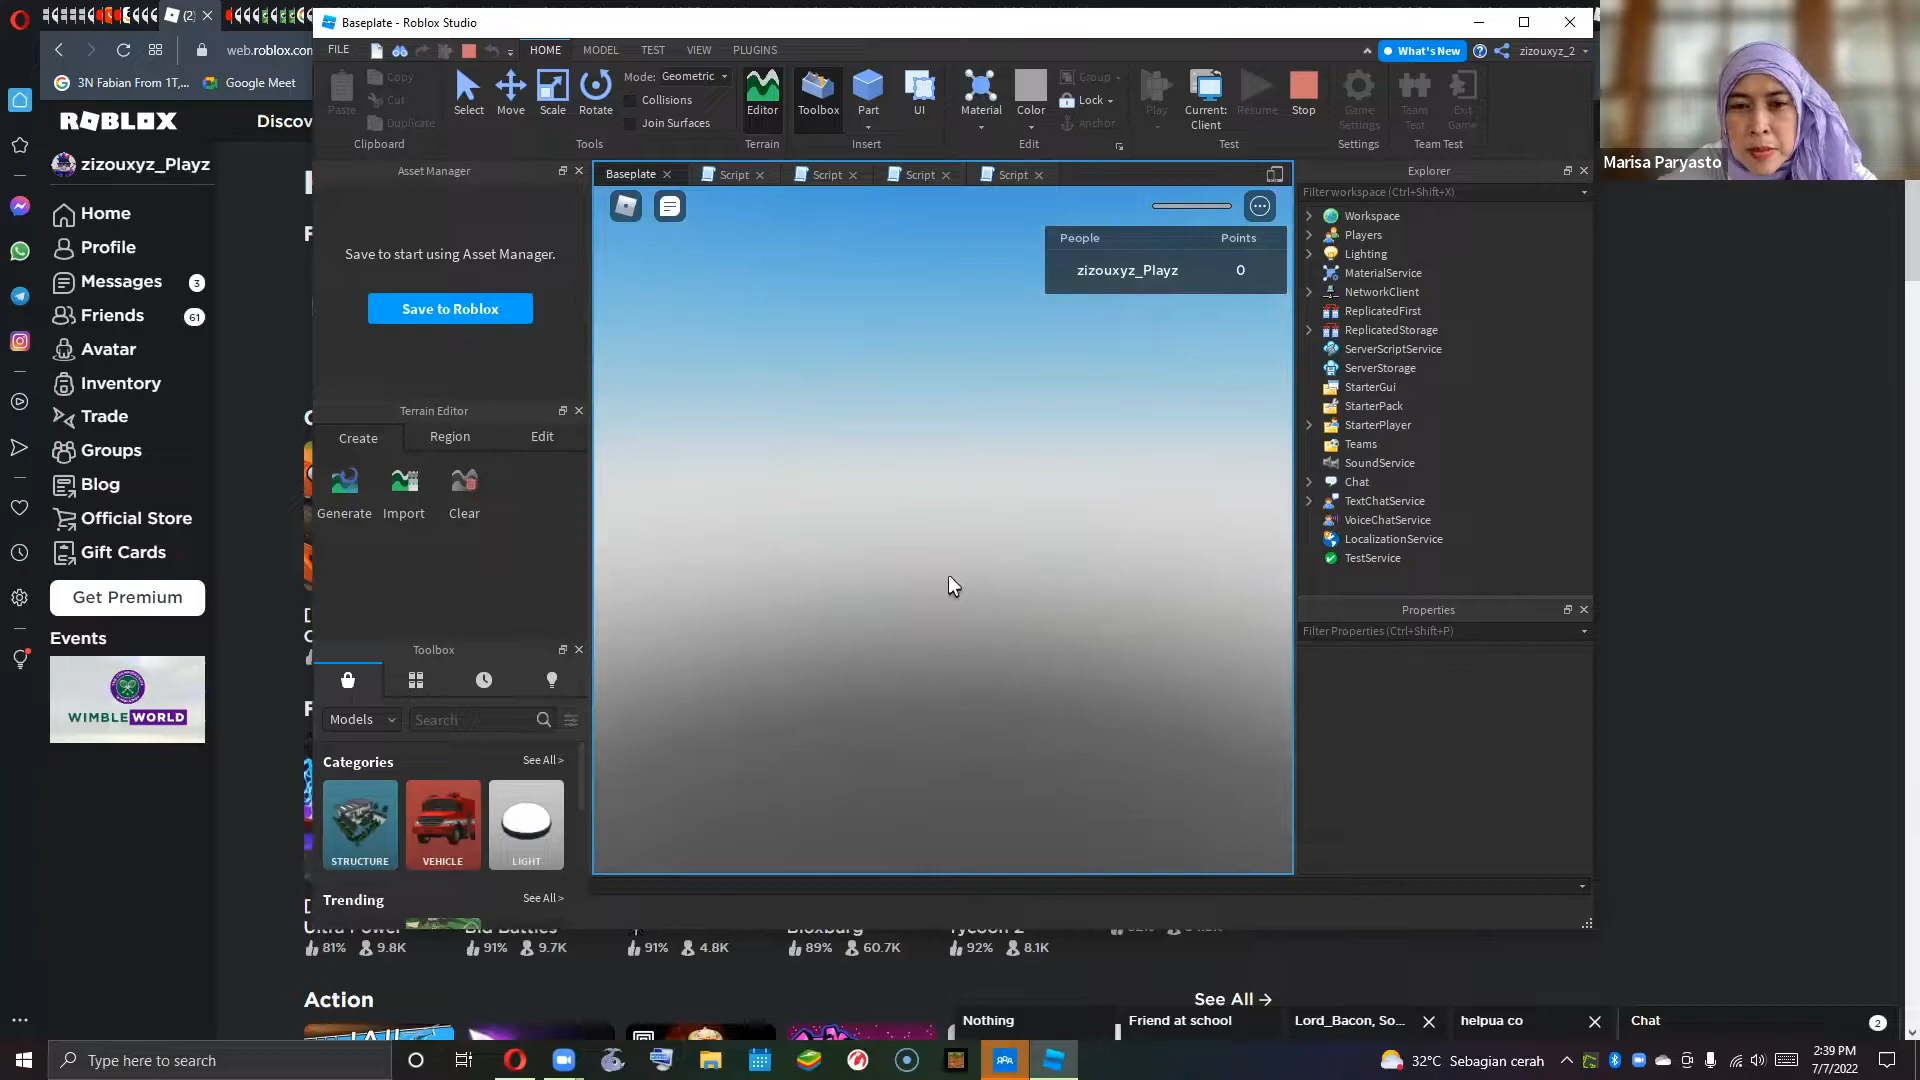 Baseplate - Roblox Studio
(2)
web.roblox.com
3N Fabian From 1T,...
Google Meet
FILE
HOME
MODEL
TEST
VIEW
PLUGINS
What's New
zizouxyz_2
Paste
Copy
Cut
Duplicate
Clipboard
Select
Move
Scale
Rotate
Mode: Geometric
Collisions
Join Surfaces
Tools
Editor
Terrain
Toolbox
Part
UI
Insert
Material
Color
Group
Lock
Anchor
Edit
Play
Current:
Client
Resume
Stop
Test
Game
Settings
Settings
Team
Test
Exit
Game
Team Test
Marisa Paryasto
ROBLOX
Discov
zizouxyz_Playz
Home
Profile
Messages
3
Friends
61
Avatar
Inventory
Trade
Groups
Blog
Official Store
Gift Cards
Get Premium
Events
WIMBLEWORLD
Asset Manager
Save to start using Asset Manager.
Save to Roblox
Terrain Editor
Create
Region
Edit
Generate
Import
Clear
Toolbox
Models
Search
Categories
See All >
STRUCTURE
VEHICLE
LIGHT
Trending
See All >
Baseplate
Script
Script
Script
Script
People
Points
zizouxyz_Playz
0
Explorer
Filter workspace (Ctrl+Shift+X)
Workspace
Players
Lighting
MaterialService
NetworkClient
ReplicatedFirst
ReplicatedStorage
ServerScriptService
ServerStorage
StarterGui
StarterPack
StarterPlayer
Teams
SoundService
Chat
TextChatService
VoiceChatService
LocalizationService
TestService
Properties
Filter Properties (Ctrl+Shift+P)
81% 9.8K
91% 9.7K
91% 4.8K
89% 60.7K
92% 8.1K
Action
See All →
Nothing
Friend at school
Lord_Bacon, So...
helpua co
Chat
2
Type here to search
32°C Sebagian cerah
2:39 PM
7/7/2022